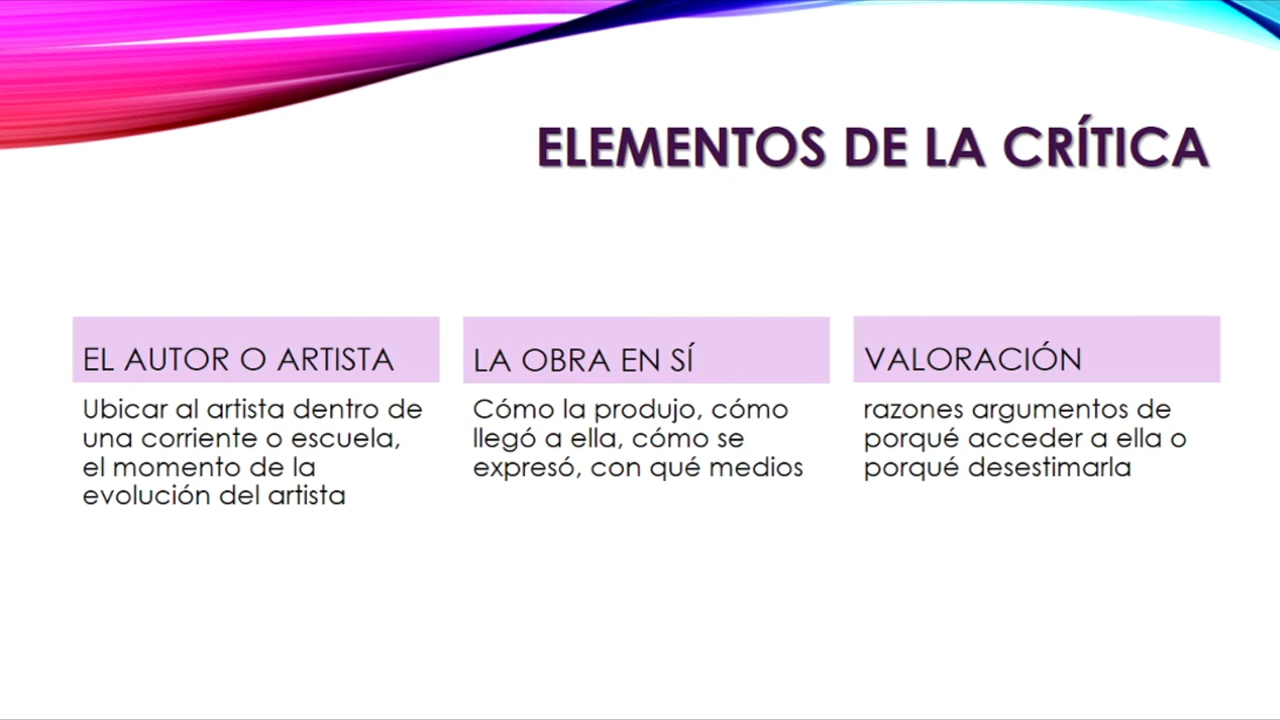 ELEMENTOS DE LA CRÍTICA
EL AUTOR O ARTISTA
Ubicar al artista dentro de
una corriente o escuela,
el momento de la
evolución del artista
LA OBRA EN SÍ
Cómo la produjo, cómo
llegó a ella, cómo se
expresó, con qué medios
VALORACIÓN
razones argumentos de
porqué acceder a ella o
porqué desestimarla